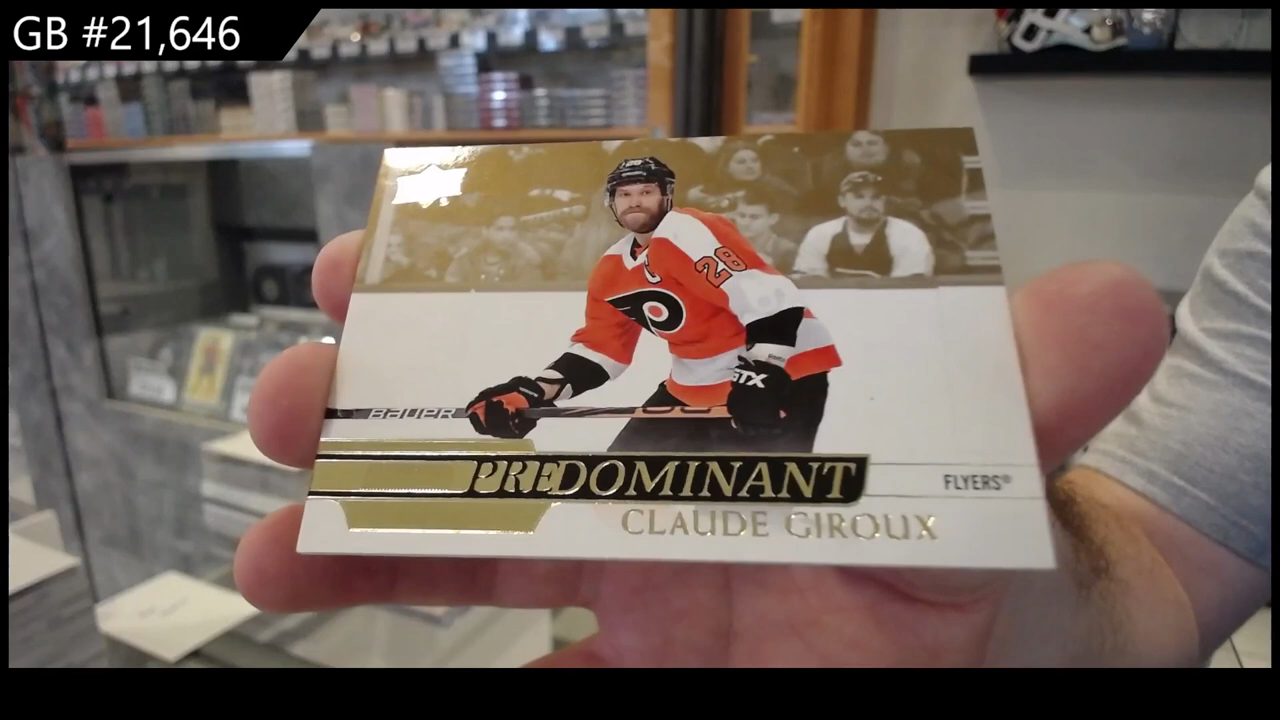 GB #21,646
28
C
BAUER
STX
PREDOMINANT
FLYERS®
CLAUDE GIROUX